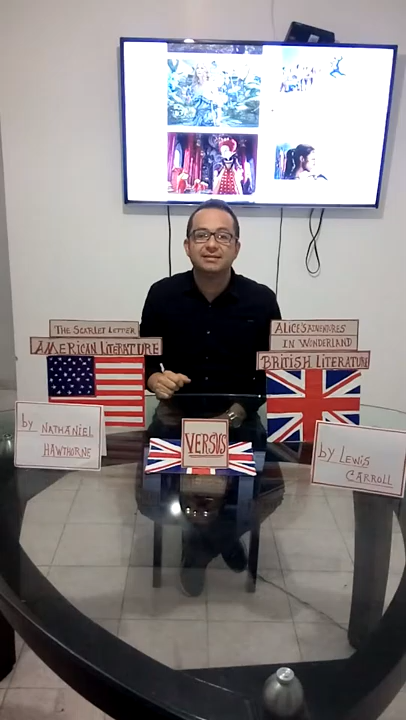 THE SCARLET LETTER
AMERICAN LITERATURE
by NATHANIEL
HAWTHORNE
VERSUS
ALICE'S ADVENTURES
IN WONDERLAND
BRITISH LITERATURE
by LEWIS
CARROLL